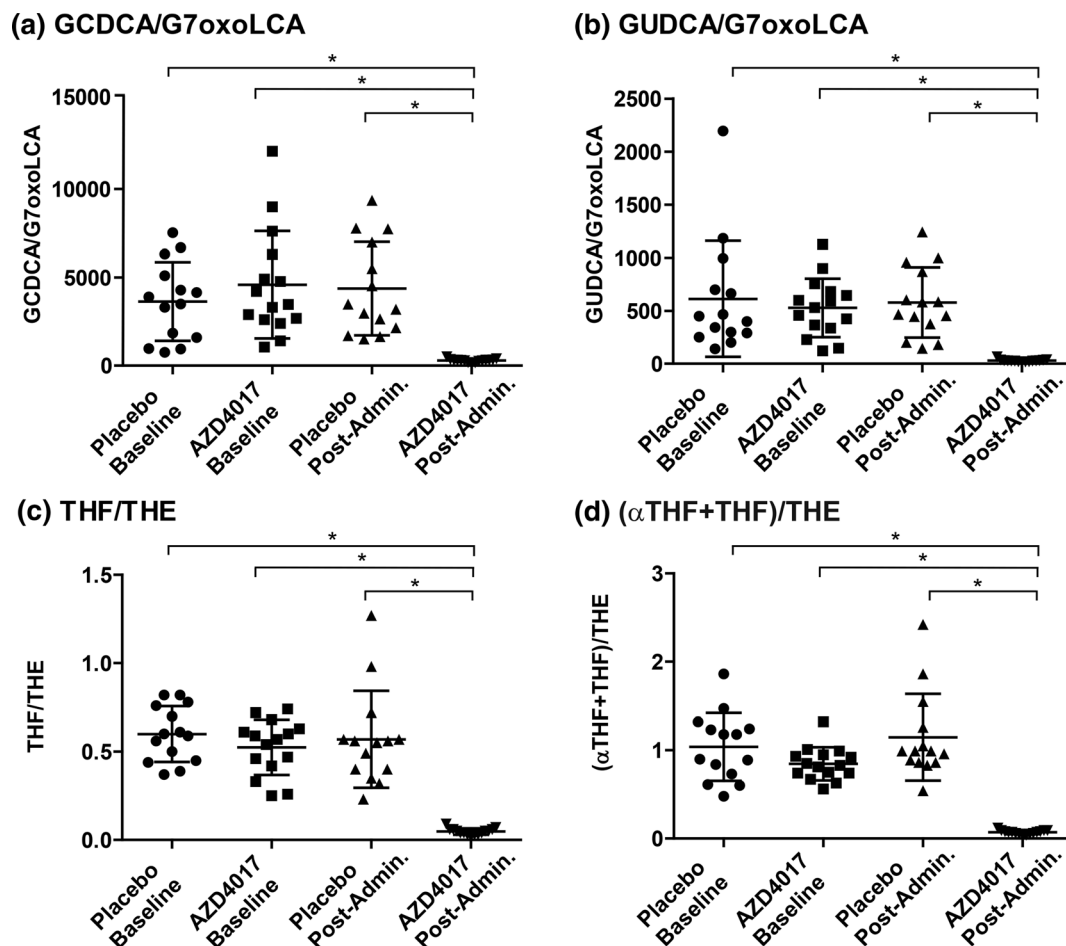 (a) GCDCA/G7oxoLCA
* * *
GCDCA/G7oxoLCA
15000
10000
5000
0
Placebo Baseline
AZD4017 Baseline
Placebo Post-Admin.
AZD4017 Post-Admin.
(b) GUDCA/G7oxoLCA
* * *
GUDCA/G7oxoLCA
2500
2000
1500
1000
500
0
Placebo Baseline
AZD4017 Baseline
Placebo Post-Admin.
AZD4017 Post-Admin.
(c) THF/THE
* * *
THF/THE
1.5
1.0
0.5
0.0
Placebo Baseline
AZD4017 Baseline
Placebo Post-Admin.
AZD4017 Post-Admin.
(d) (αTHF+THF)/THE
* * *
(αTHF+THF)/THE
3
2
1
0
Placebo Baseline
AZD4017 Baseline
Placebo Post-Admin.
AZD4017 Post-Admin.